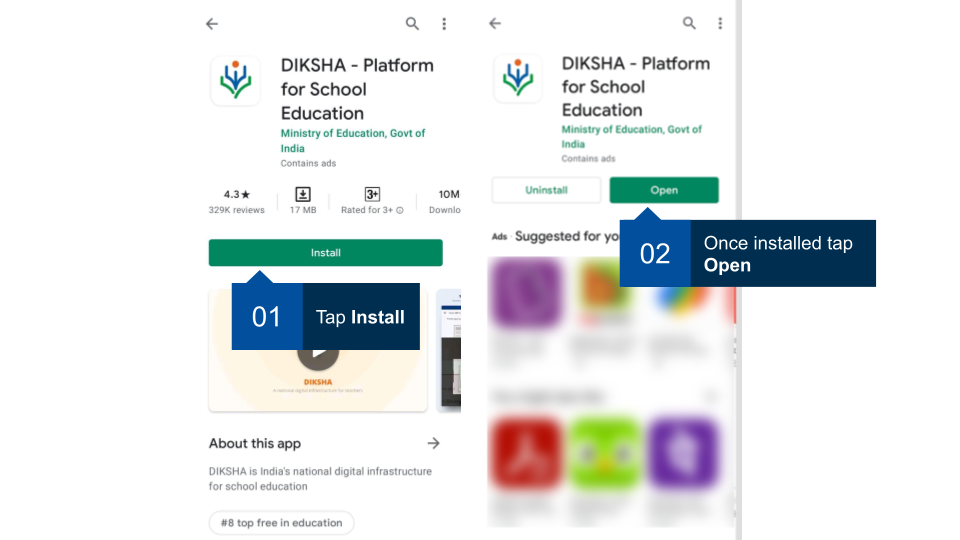 DIKSHA - Platform
for School
Education
Ministry of Education, Govt of
India
Contains ads
4.3★
329K reviews
17 MB
3+
Rated for 3+
10M
Downlo
Install
01
Tap Install
DIKSHA
About this app
DIKSHA is India's national digital infrastructure
for school education
#8 top free in education
DIKSHA - Platform
for School
Education
Ministry of Education, Govt of
India
Contains ads
Uninstall
Open
Ads · Suggested for yo
02
Once installed tap
Open